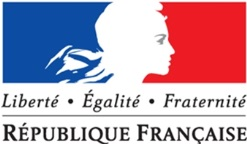 Liberté • Égalité • Fraternité
RÉPUBLIQUE FRANÇAISE